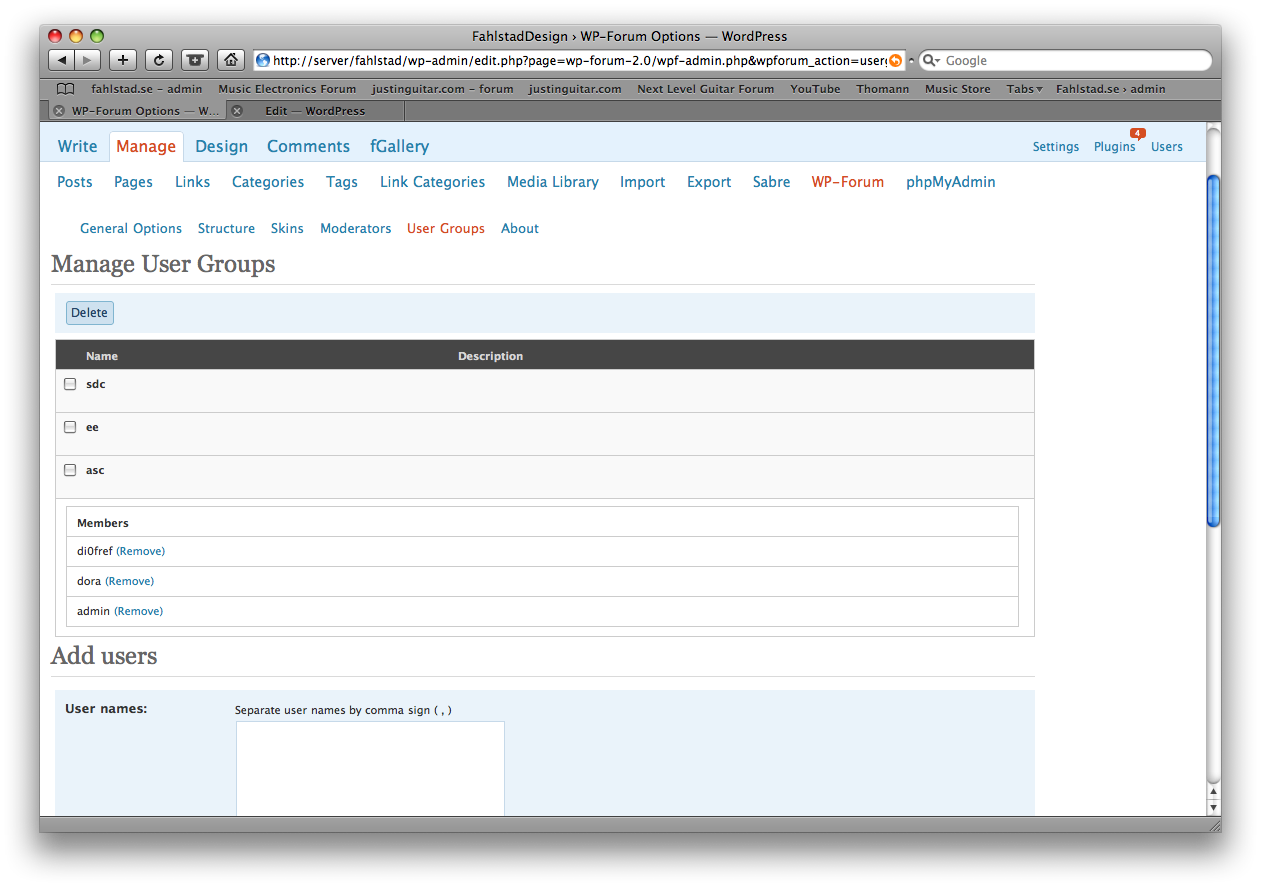 FahlstadDesign › WP-Forum Options — WordPress
http://server/fahlstad/wp-admin/edit.php?page=wp-forum-2.0/wpf-admin.php&wpforum_action=userg
Google
fahlstad.se – admin Music Electronics Forum justinguitar.com – forum justinguitar.com Next Level Guitar Forum YouTube Thomann Music Store Tabs▾ Fahlstad.se › admin
WP-Forum Options — W... Edit — WordPress
Write Manage Design Comments fGallery Settings Plugins 4 Users
Posts Pages Links Categories Tags Link Categories Media Library Import Export Sabre WP-Forum phpMyAdmin
General Options Structure Skins Moderators User Groups About
Manage User Groups
Delete
Name Description
sdc
ee
asc
Members
di0fref (Remove)
dora (Remove)
admin (Remove)
Add users
User names: Separate user names by comma sign ( , )